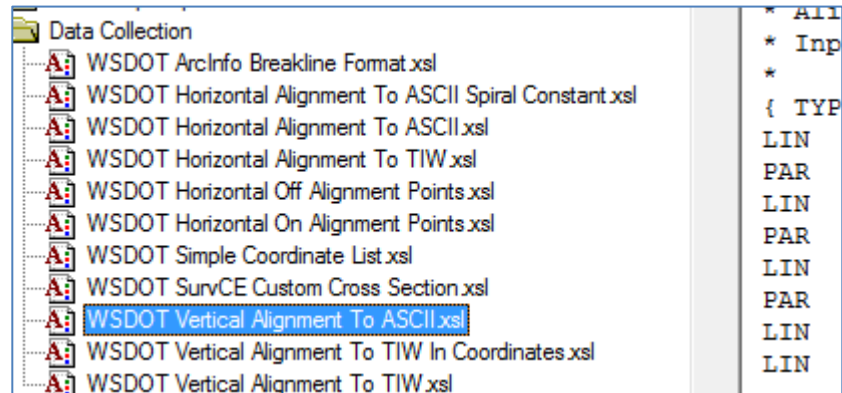 Data Collection
WSDOT ArcInfo Breakline Format.xsl
WSDOT Horizontal Alignment To ASCII Spiral Constant.xsl
WSDOT Horizontal Alignment To ASCII.xsl
WSDOT Horizontal Alignment To TIW.xsl
WSDOT Horizontal Off Alignment Points.xsl
WSDOT Horizontal On Alignment Points.xsl
WSDOT Simple Coordinate List.xsl
WSDOT SurvCE Custom Cross Section.xsl
WSDOT Vertical Alignment To ASCII.xsl
WSDOT Vertical Alignment To TIW In Coordinates.xsl
WSDOT Vertical Alignment To TIW.xsl
* Ali
* Inp
*
{ TYP
LIN
PAR
LIN
PAR
LIN
PAR
LIN
LIN